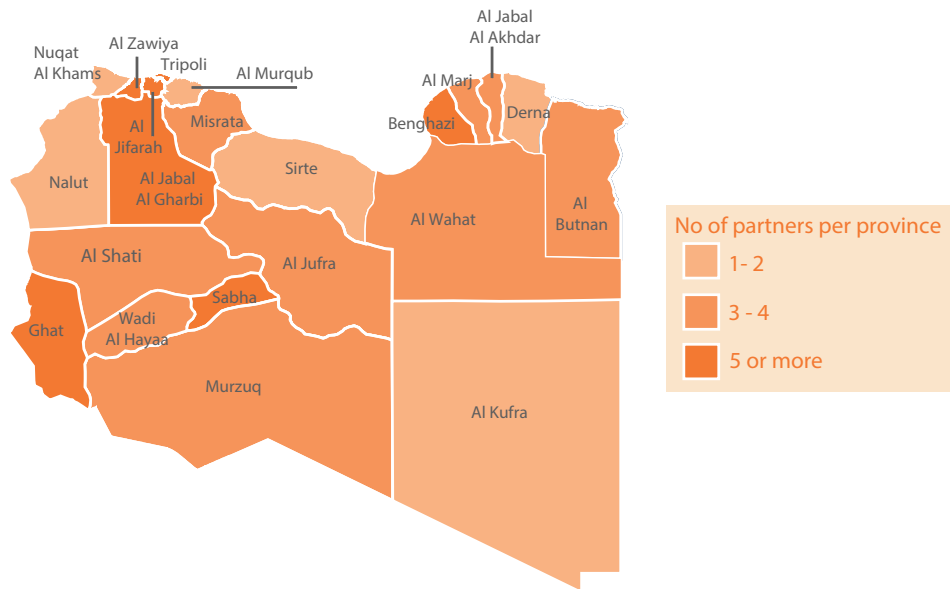 Al Jabal
Al Akhdar
Al Zawiya
Nuqat
Al Khams
Tripoli
Al Murqub
Al Marj
Misrata
Benghazi
Derna
Al
Jifarah
Sirte
Nalut
Al Jabal
Al Gharbi
Al Wahat
Al
Butnan
Al Shati
Al Jufra
Sabha
Ghat
Wadi
Al Hayaa
Murzuq
Al Kufra
No of partners per province
1- 2
3 - 4
5 or more